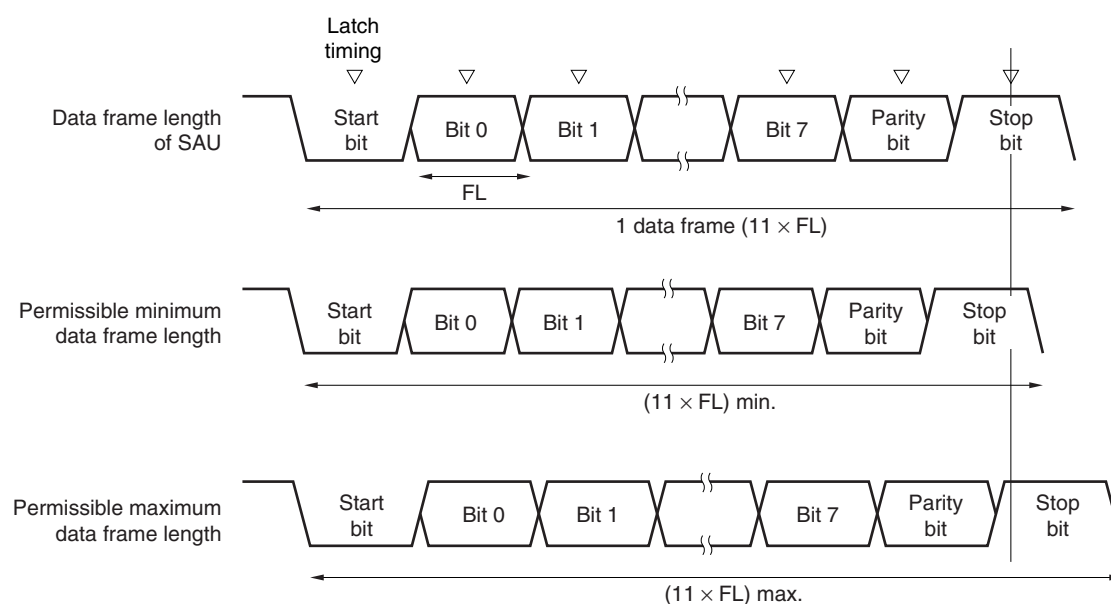 Latch
timing
Data frame length
of SAU
Start
bit
Bit 0
Bit 1
Bit 7
Parity
bit
Stop
bit
FL
1 data frame (11 × FL)
Permissible minimum
data frame length
Start
bit
Bit 0
Bit 1
Bit 7
Parity
bit
Stop
bit
(11 × FL) min.
Permissible maximum
data frame length
Start
bit
Bit 0
Bit 1
Bit 7
Parity
bit
Stop
bit
(11 × FL) max.